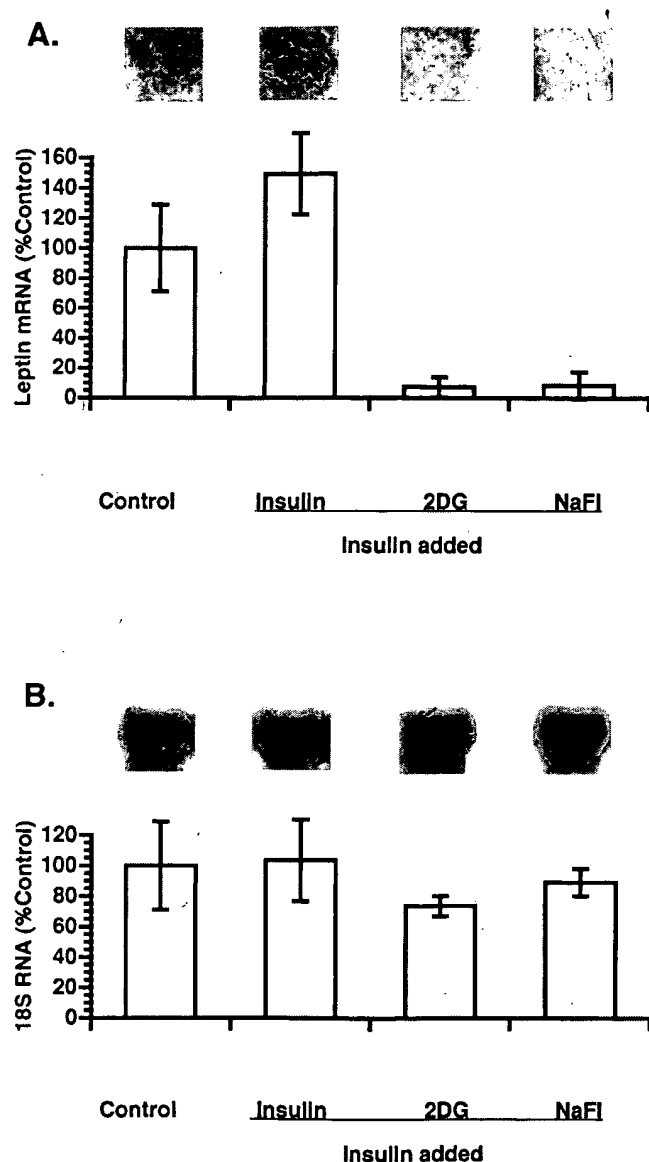 A.
Leptin mRNA (%Control)
160
140
120
100
80
60
40
20
0
Control Insulin 2DG NaFl
Insulin added
B.
18S RNA (%Control)
120
100
80
60
40
20
0
Control Insulin 2DG NaFl
Insulin added